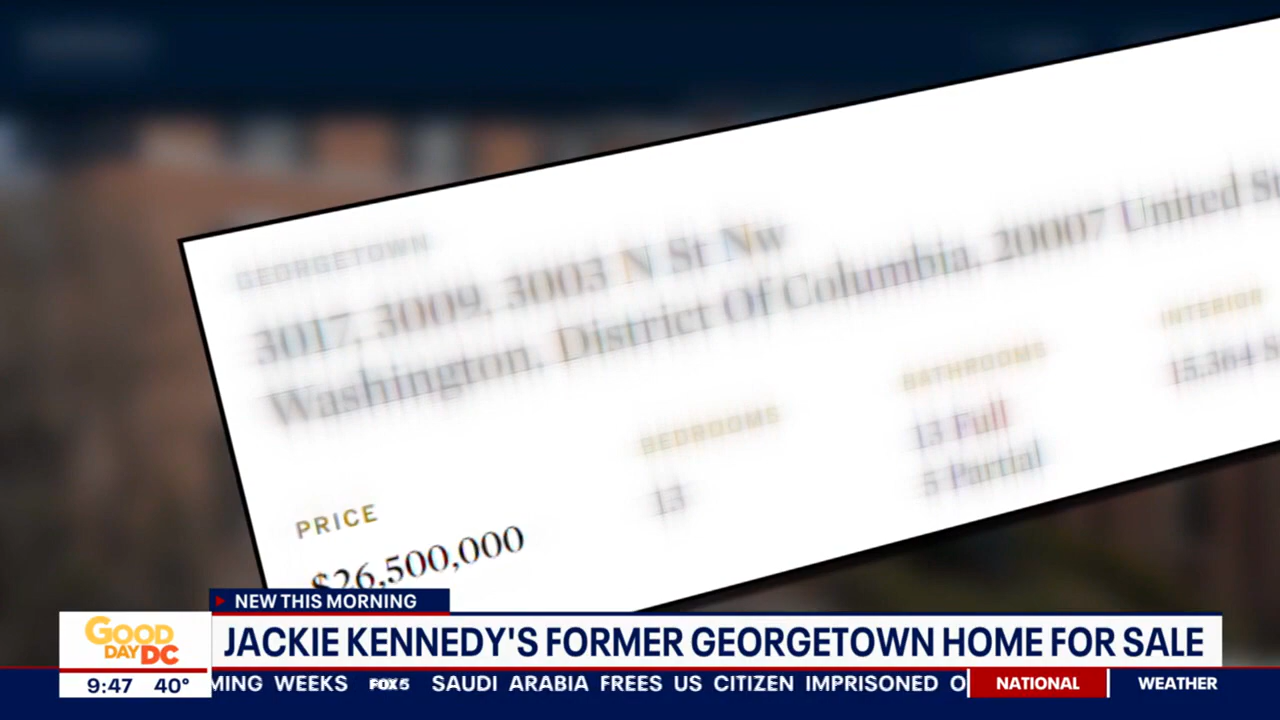 GEORGETOWN
3017, 3009, 3003 N St Nw
Washington, District Of Columbia, 20007 United St
PRICE
$26,500,000
BEDROOMS
13
BATHROOMS
13 Full
5 Partial
INTERIOR
15,364 S
NEW THIS MORNING
JACKIE KENNEDY'S FORMER GEORGETOWN HOME FOR SALE
GOOD
DAY DC
9:47 40°
MING WEEKS FOX 5 SAUDI ARABIA FREES US CITIZEN IMPRISONED O
NATIONAL
WEATHER